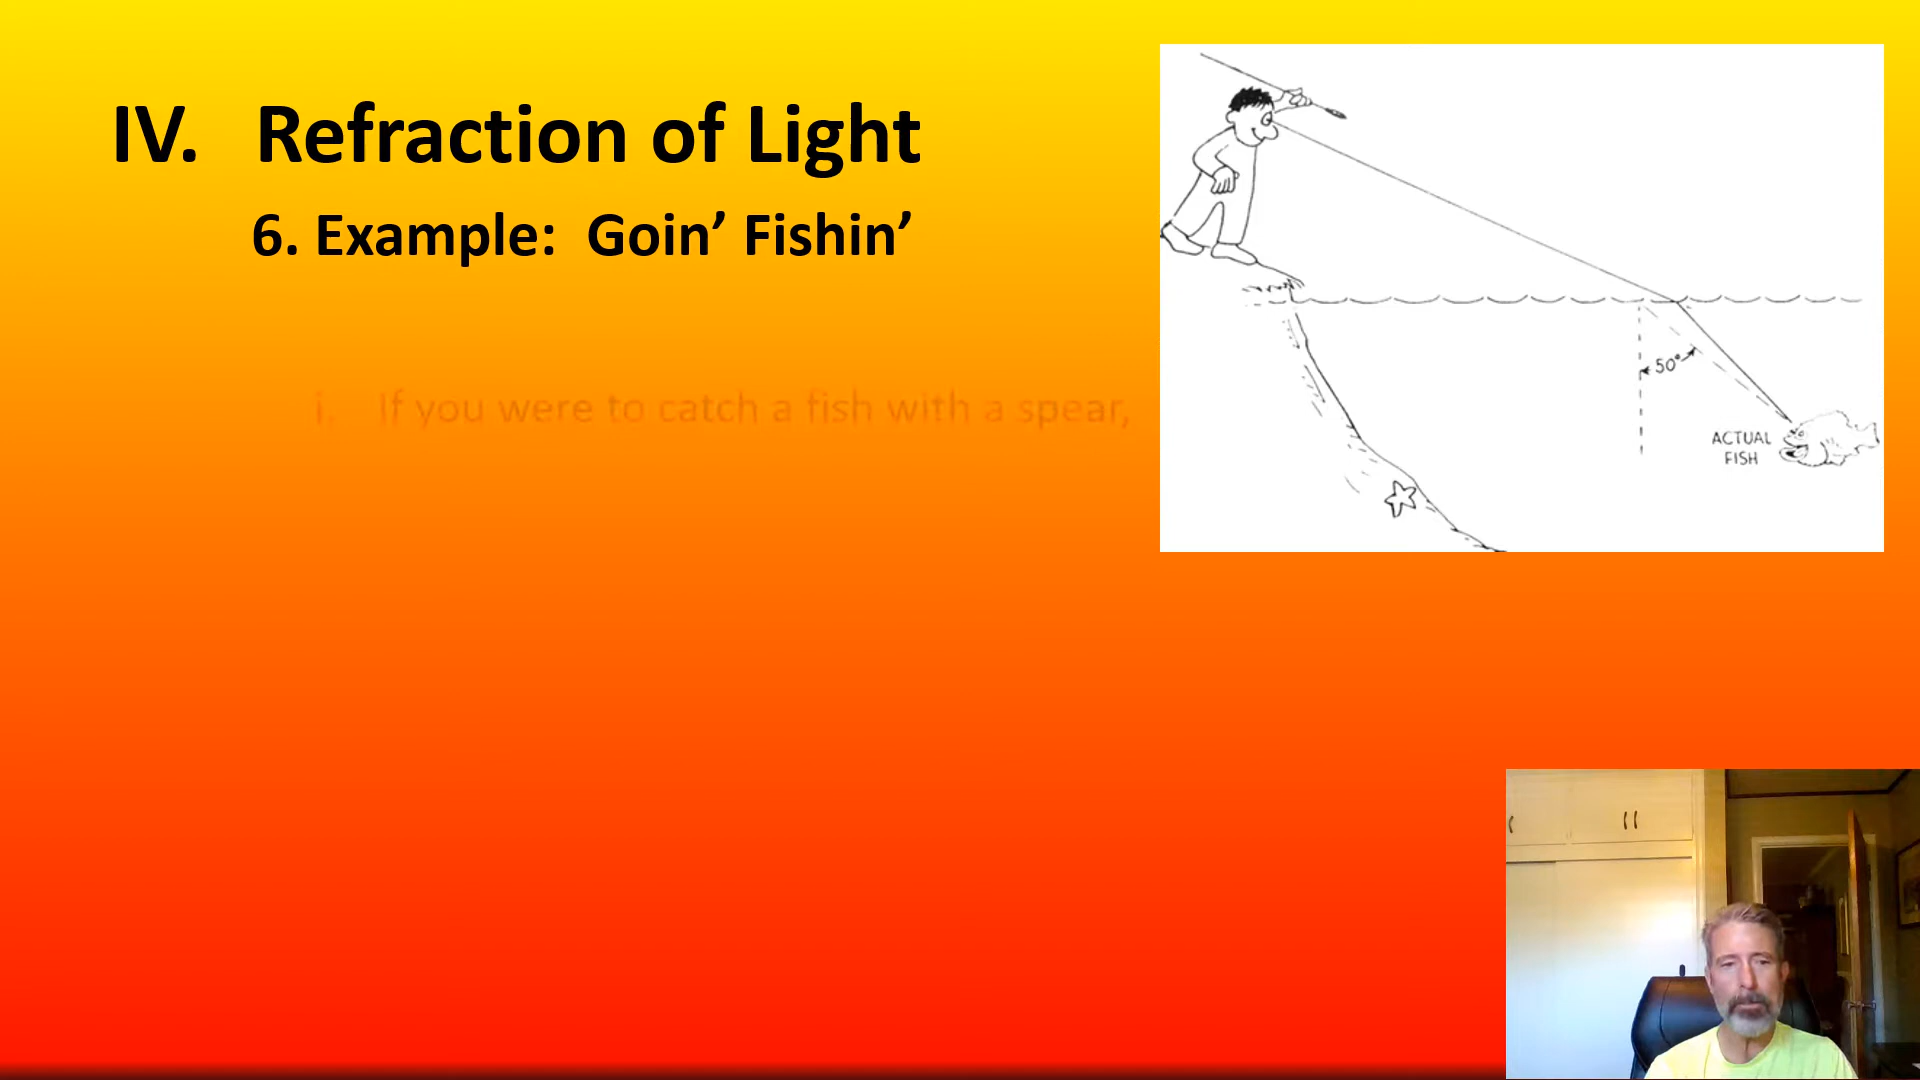 IV. Refraction of Light
6. Example: Goin’ Fishin’
i. If you were to catch a fish with a spear,
50°
ACTUAL
FISH